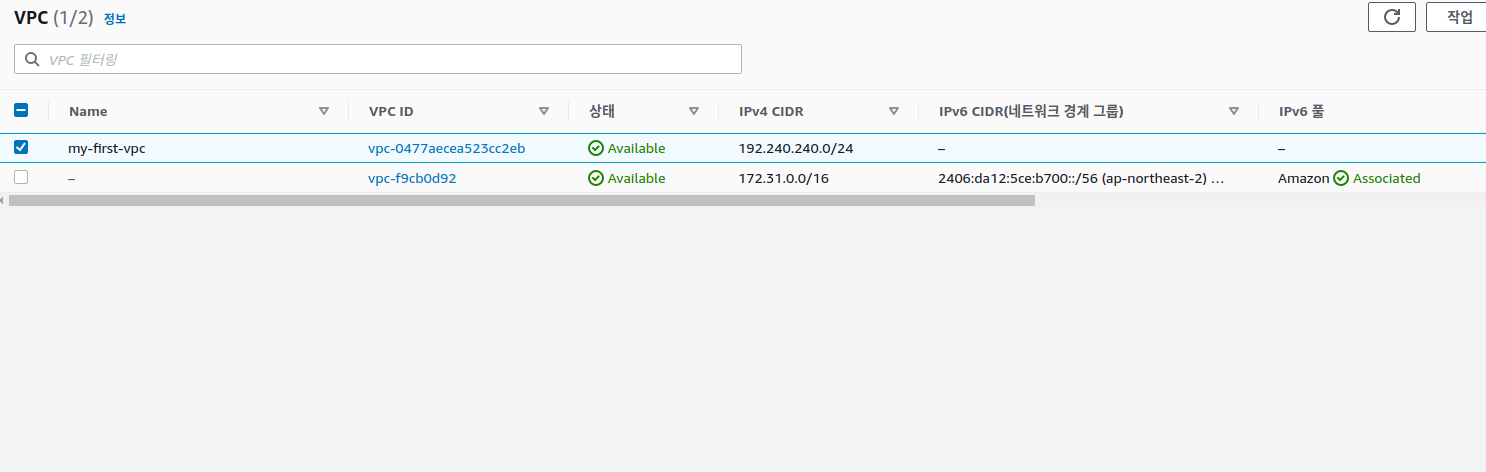 VPC (1/2) 정보
작업
VPC 필터링
Name VPC ID 상태 IPv4 CIDR IPv6 CIDR(네트워크 경계 그룹) IPv6 풀
my-first-vpc vpc-0477aecea523cc2eb Available 192.240.240.0/24 – –
– vpc-f9cb0d92 Available 172.31.0.0/16 2406:da12:5ce:b700::/56 (ap-northeast-2) … Amazon Associated